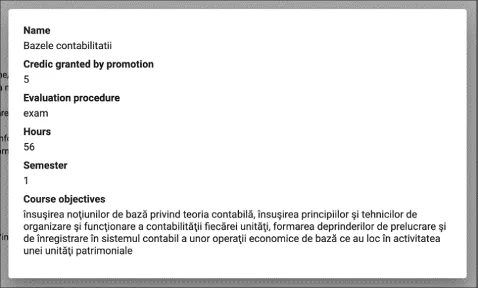 Name
Bazele contabilitatii
Credic granted by promotion
5
Evaluation procedure
exam
Hours
56
Semester
1
Course objectives
însuşirea noţiunilor de bază privind teoria contabilă, însuşirea principiilor şi tehnicilor de
organizare şi funcţionare a contabilităţii fiecărei unităţi, formarea deprinderilor de prelucrare şi
de înregistrare în sistemul contabil a unor operaţii economice de bază ce au loc în activitatea
unei unităţi patrimoniale